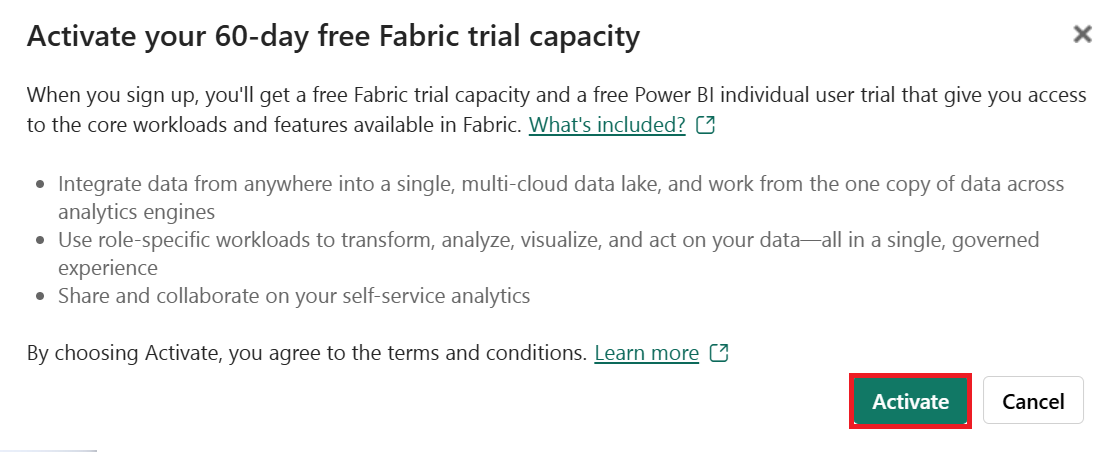 Activate your 60-day free Fabric trial capacity
When you sign up, you'll get a free Fabric trial capacity and a free Power BI individual user trial that give you access
to the core workloads and features available in Fabric. What's included?
Integrate data from anywhere into a single, multi-cloud data lake, and work from the one copy of data across
analytics engines
Use role-specific workloads to transform, analyze, visualize, and act on your data—all in a single, governed
experience
Share and collaborate on your self-service analytics
By choosing Activate, you agree to the terms and conditions. Learn more
Activate Cancel